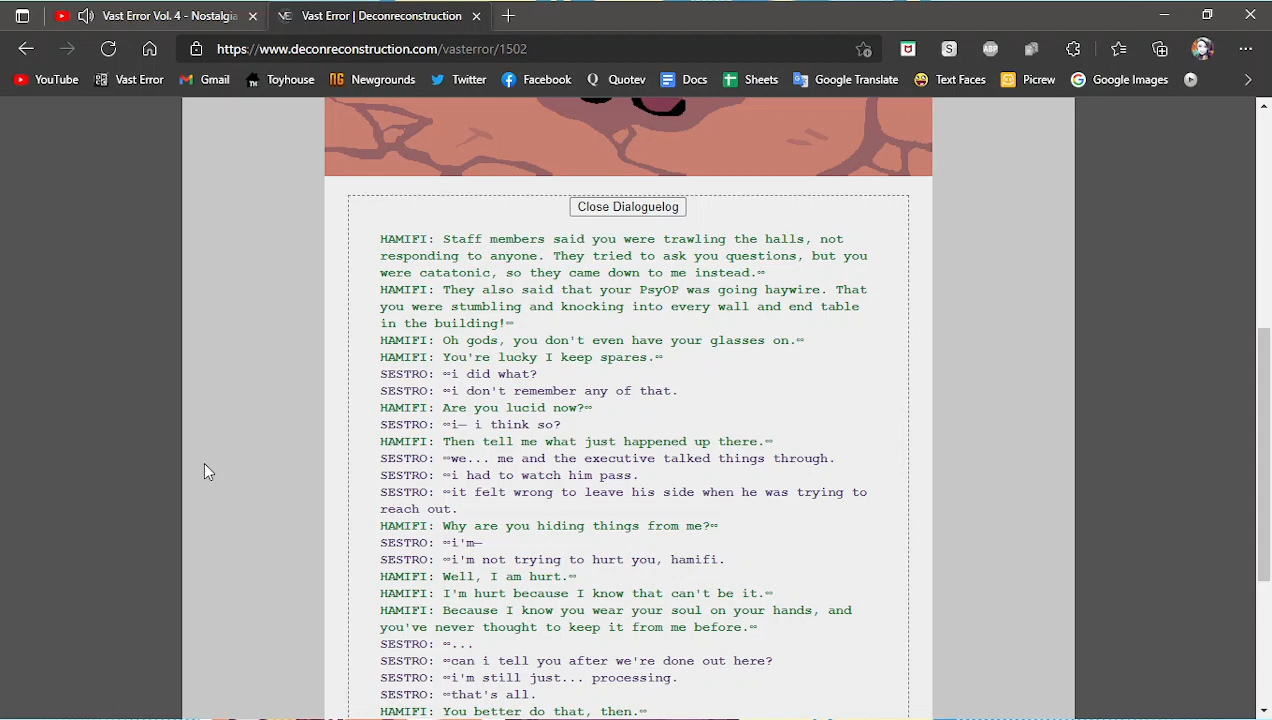 Vast Error Vol. 4 - Nostalgia
Vast Error | Deconreconstruction
https://www.deconreconstruction.com/vasterror/1502
YouTube Vast Error Gmail Toyhouse Newgrounds Twitter Facebook Quotev Docs Sheets Google Translate Text Faces Picrew Google Images
Close Dialoguelog
HAMIFI: Staff members said you were trawling the halls, not
responding to anyone. They tried to ask you questions, but you
were catatonic, so they came down to me instead.∞
HAMIFI: They also said that your PsyOP was going haywire. That
you were stumbling and knocking into every wall and end table
in the building!∞
HAMIFI: Oh gods, you don't even have your glasses on.∞
HAMIFI: You're lucky I keep spares.∞
SESTRO: ∞i did what?
SESTRO: ∞i don't remember any of that.
HAMIFI: Are you lucid now?∞
SESTRO: ∞i— i think so?
HAMIFI: Then tell me what just happened up there.∞
SESTRO: ∞we... me and the executive talked things through.
SESTRO: ∞i had to watch him pass.
SESTRO: ∞it felt wrong to leave his side when he was trying to
reach out.
HAMIFI: Why are you hiding things from me?∞
SESTRO: ∞i'm—
SESTRO: ∞i'm not trying to hurt you, hamifi.
HAMIFI: Well, I am hurt.∞
HAMIFI: I'm hurt because I know that can't be it.∞
HAMIFI: Because I know you wear your soul on your hands, and
you've never thought to keep it from me before.∞
SESTRO: ∞...
SESTRO: ∞can i tell you after we're done out here?
SESTRO: ∞i'm still just... processing.
SESTRO: ∞that's all.
HAMIFI: You better do that, then.∞